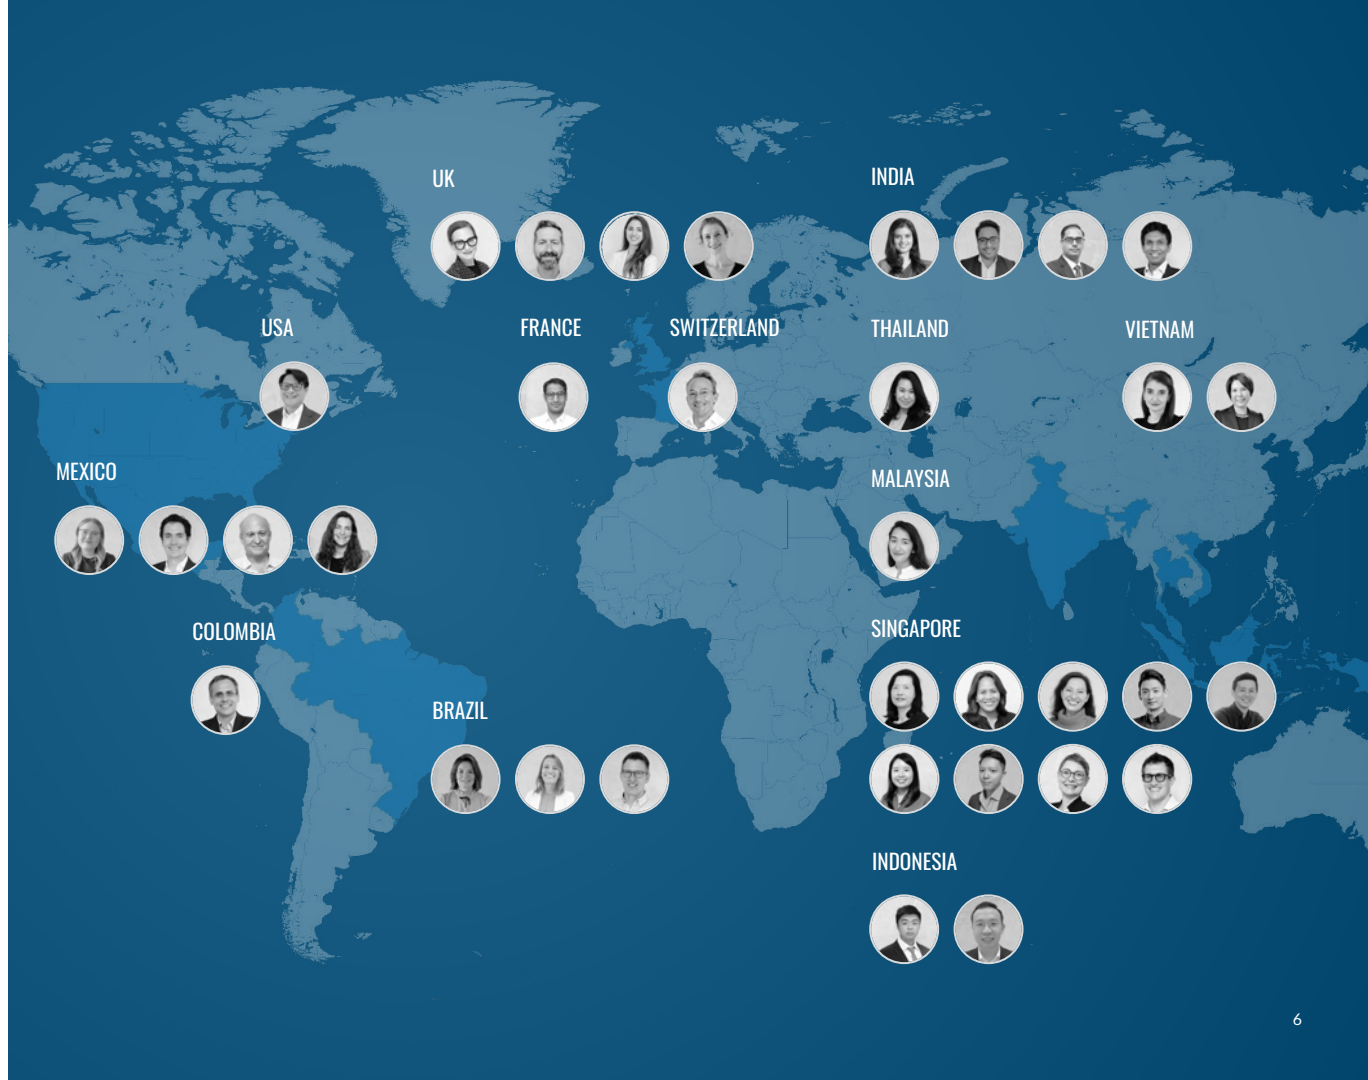 UK
INDIA
USA
FRANCE
SWITZERLAND
THAILAND
VIETNAM
MEXICO
MALAYSIA
COLOMBIA
SINGAPORE
BRAZIL
INDONESIA
6